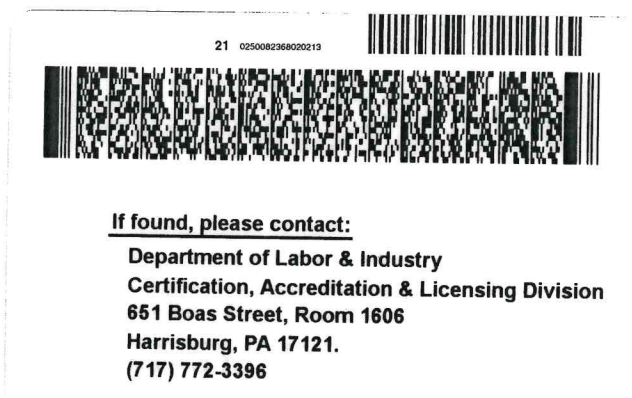 21 0250082368020213
If found, please contact:
Department of Labor & Industry
Certification, Accreditation & Licensing Division
651 Boas Street, Room 1606
Harrisburg, PA 17121.
(717) 772-3396